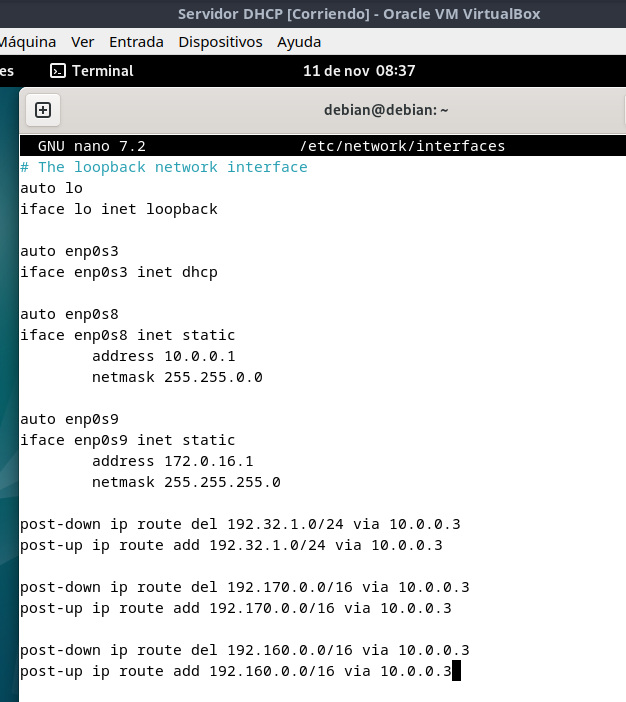 Servidor DHCP [Corriendo] - Oracle VM VirtualBox
Máquina Ver Entrada Dispositivos Ayuda
es Terminal 11 de nov 08:37
debian@debian: ~
GNU nano 7.2 /etc/network/interfaces
# The loopback network interface
auto lo
iface lo inet loopback
auto enp0s3
iface enp0s3 inet dhcp
auto enp0s8
iface enp0s8 inet static
address 10.0.0.1
netmask 255.255.0.0
auto enp0s9
iface enp0s9 inet static
address 172.0.16.1
netmask 255.255.255.0
post-down ip route del 192.32.1.0/24 via 10.0.0.3
post-up ip route add 192.32.1.0/24 via 10.0.0.3
post-down ip route del 192.170.0.0/16 via 10.0.0.3
post-up ip route add 192.170.0.0/16 via 10.0.0.3
post-down ip route del 192.160.0.0/16 via 10.0.0.3
post-up ip route add 192.160.0.0/16 via 10.0.0.3